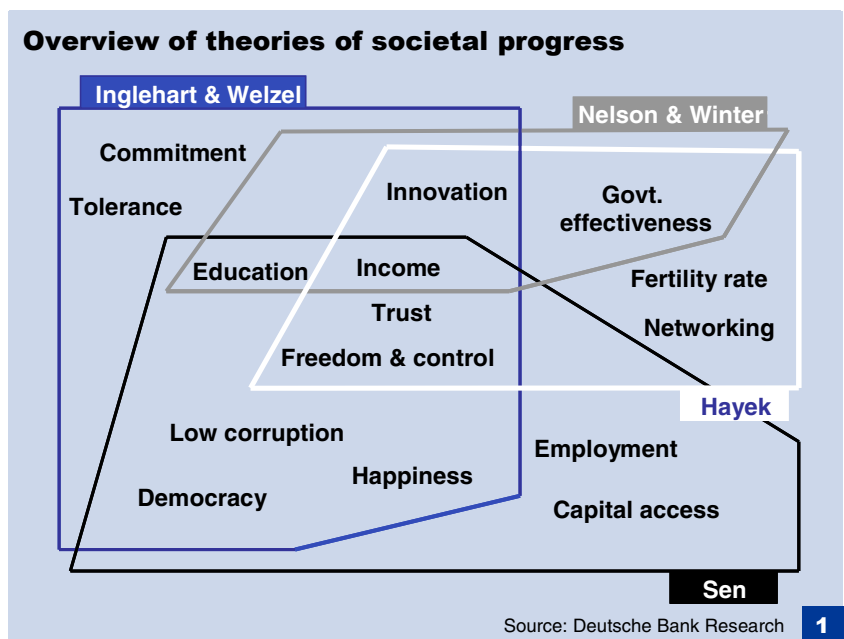 Overview of theories of societal progress
Inglehart & Welzel
Nelson & Winter
Commitment
Innovation
Govt.
effectiveness
Tolerance
Education
Income
Fertility rate
Trust
Networking
Freedom & control
Hayek
Low corruption
Employment
Happiness
Democracy
Capital access
Sen
Source: Deutsche Bank Research
1